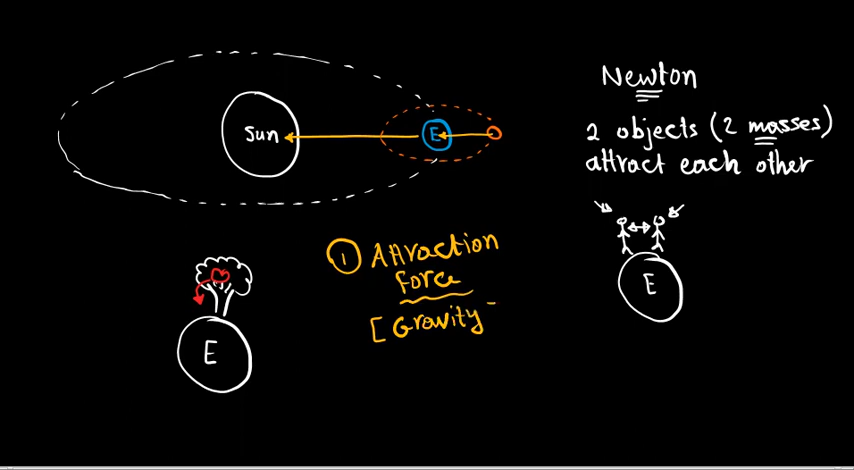 Newton
2 objects (2 masses)
attract each other
Sun
E
① Attraction
force
[Gravity
E
E